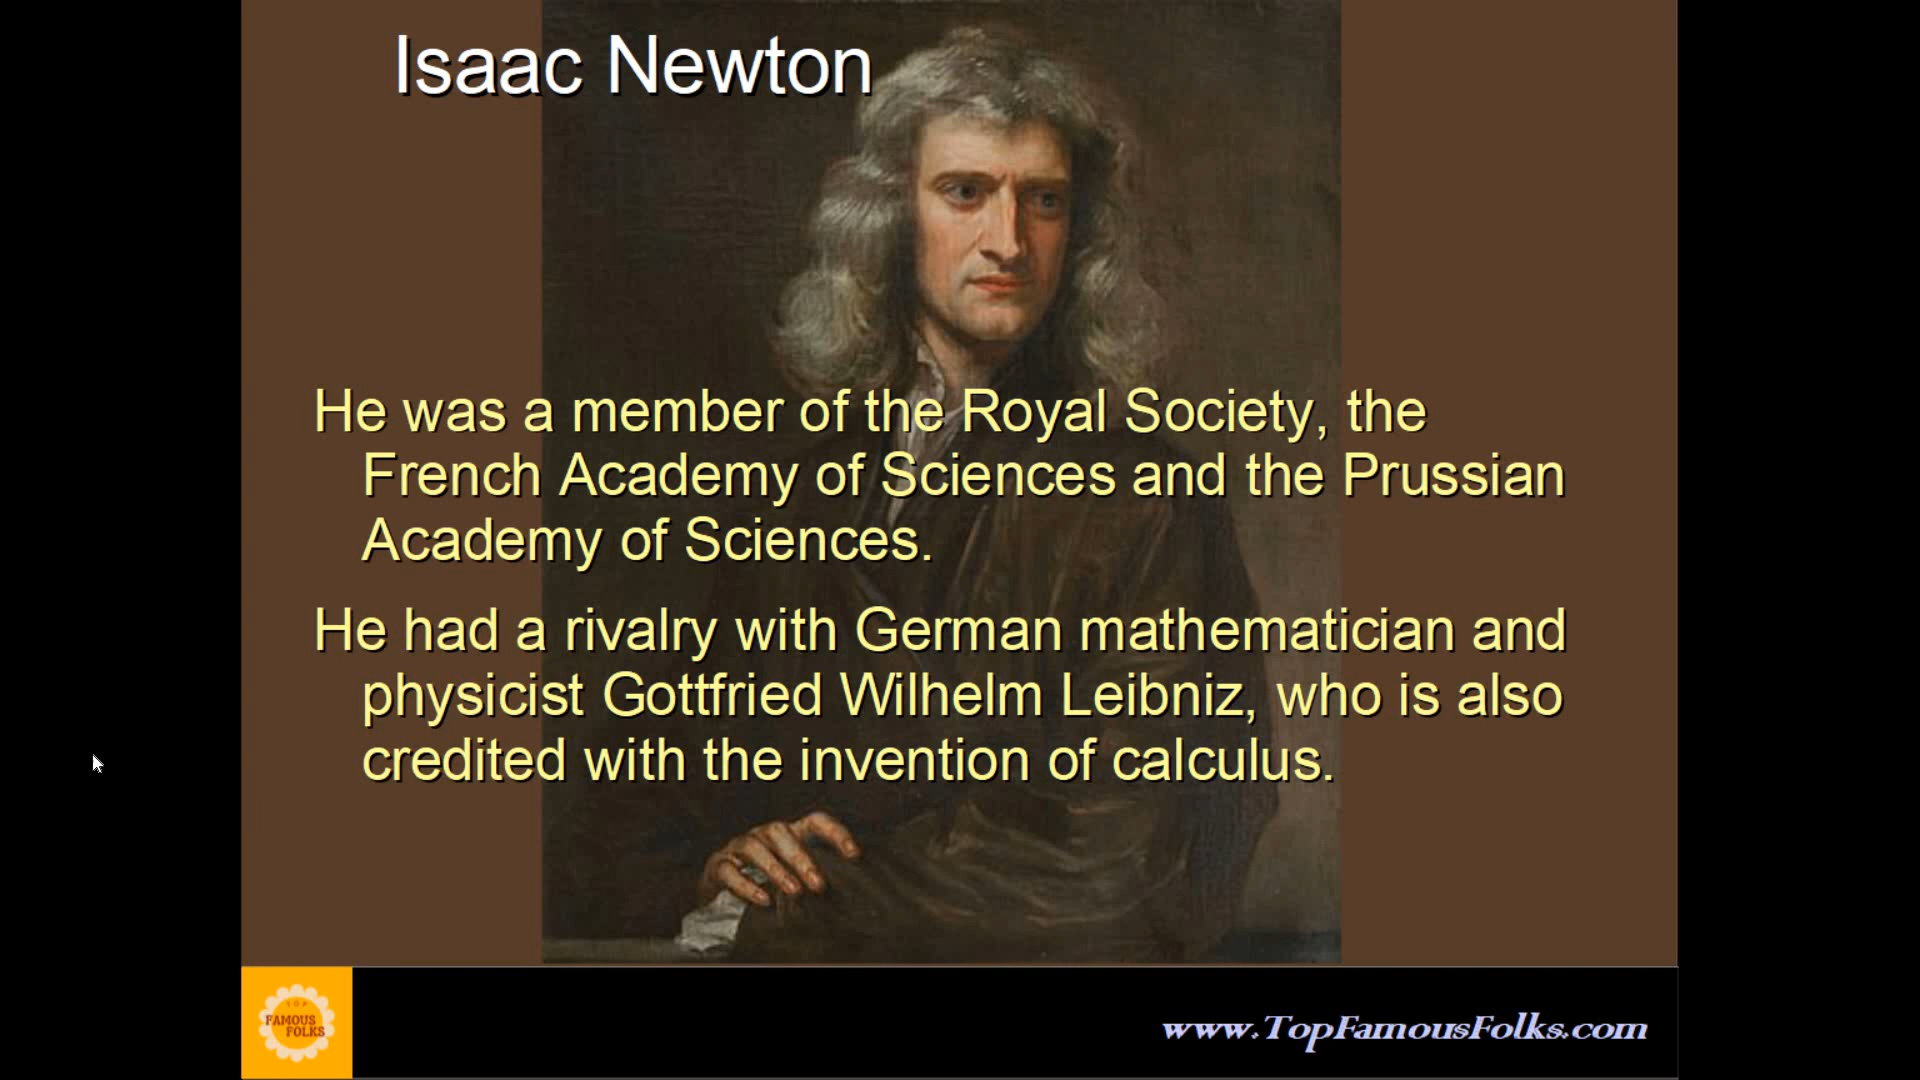 Isaac Newton
He was a member of the Royal Society, the
French Academy of Sciences and the Prussian
Academy of Sciences.
He had a rivalry with German mathematician and
physicist Gottfried Wilhelm Leibniz, who is also
credited with the invention of calculus.
TOP
FAMOUS
FOLKS
www.TopFamousFolks.com